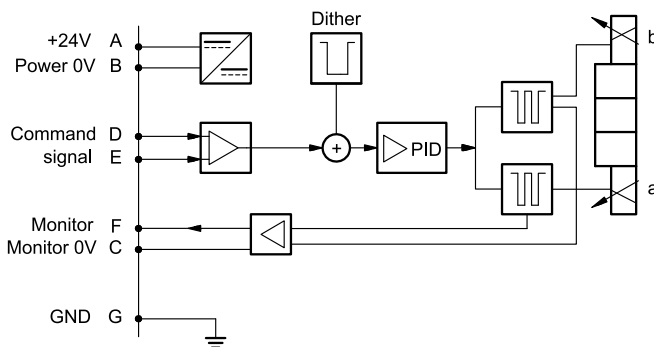 Dither
+24V A
Power 0V B
b
Command D
signal E
+
PID
a
Monitor F
Monitor 0V C
GND G